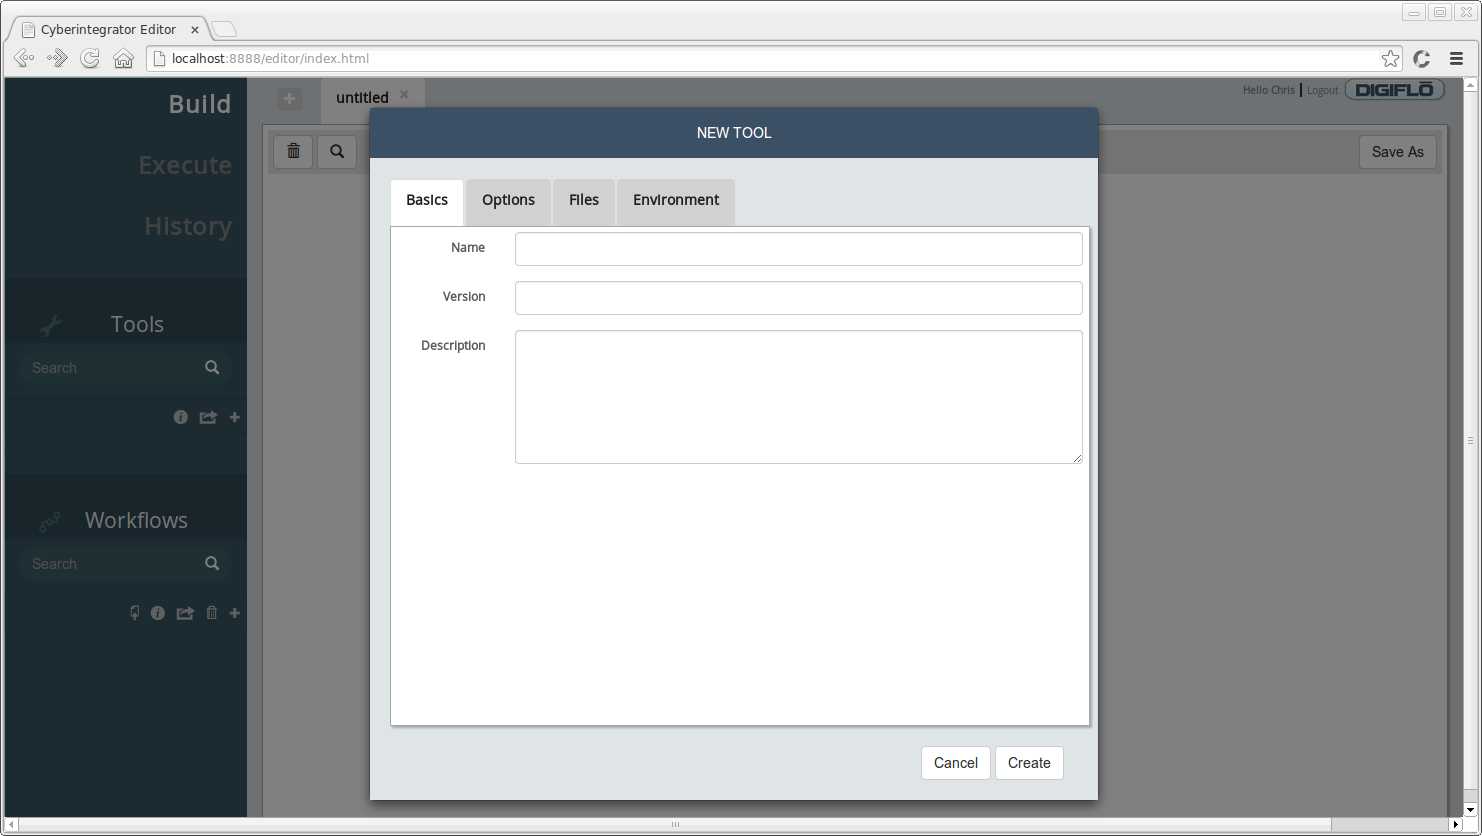 Cyberintegrator Editor
localhost:8888/editor/index.html
Build
Execute
History
Tools
Search
Workflows
Search
untitled
Hello Chris
Logout
DIGIFLŌ
Save As
NEW TOOL
Basics Options Files Environment
Name
Version
Description
Cancel Create